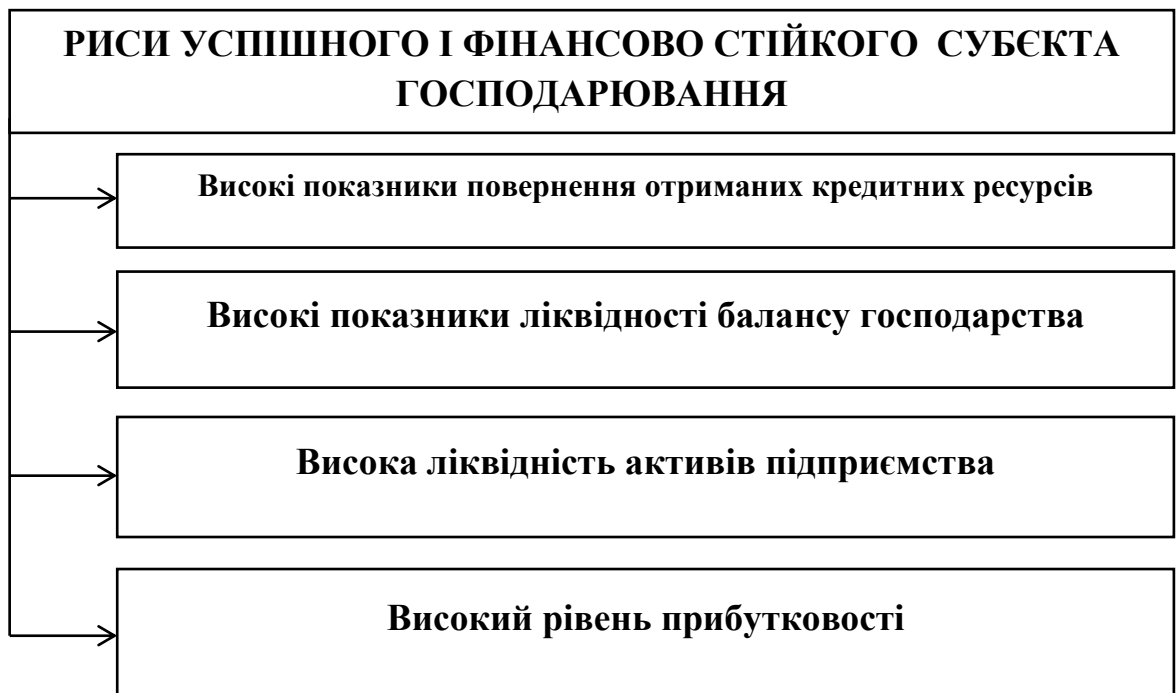 РИСИ УСПІШНОГО І ФІНАНСОВО СТІЙКОГО СУБЄКТА
ГОСПОДАРЮВАННЯ
Високі показники повернення отриманих кредитних ресурсів
Високі показники ліквідності балансу господарства
Висока ліквідність активів підприємства
Високий рівень прибутковості